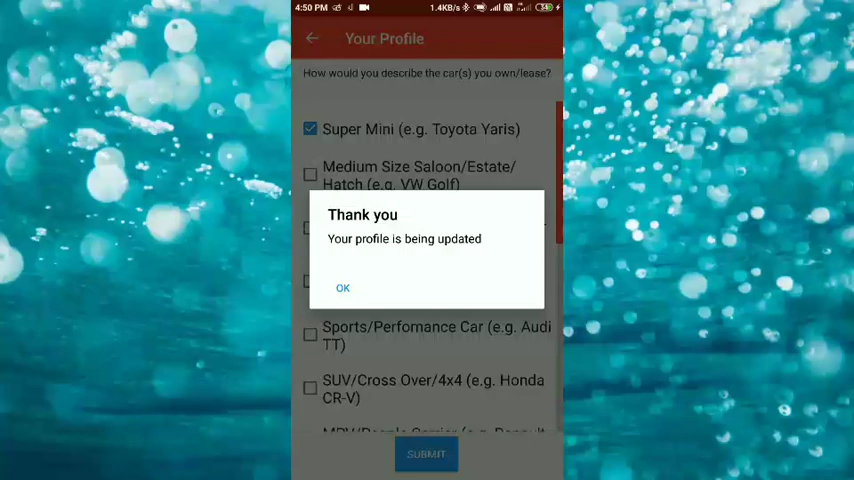 4:50 PM
1.4KB/s
Your Profile
How would you describe the car(s) you own/lease?
Super Mini (e.g. Toyota Yaris)
Medium Size Saloon/Estate/
Hatch (e.g. VW Golf)
Thank you
Your profile is being updated
OK
Sports/Perfomance Car (e.g. Audi
TT)
SUV/Cross Over/4x4 (e.g. Honda
CR-V)
SUBMIT